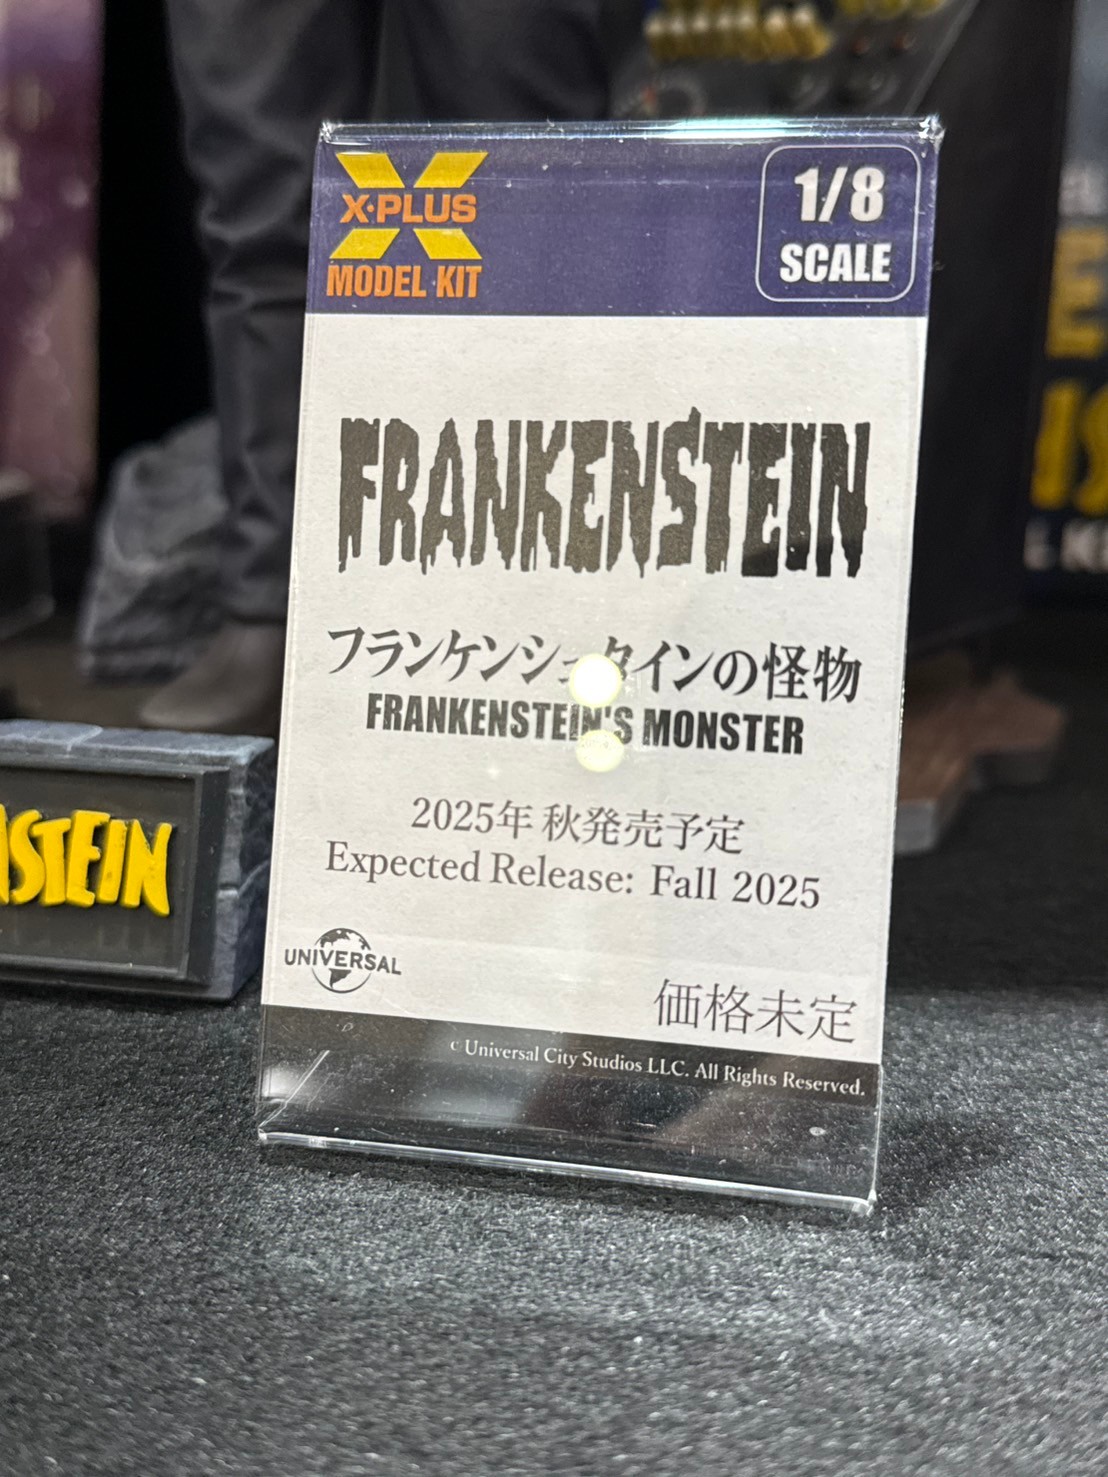 X·PLUS
MODEL KIT
1/8
SCALE
FRANKENSTEIN
フランケンシュタインの怪物
FRANKENSTEIN'S MONSTER
2025年 秋発売予定
Expected Release: Fall 2025
UNIVERSAL
価格未定
© Universal City Studios LLC. All Rights Reserved.
NSTEIN